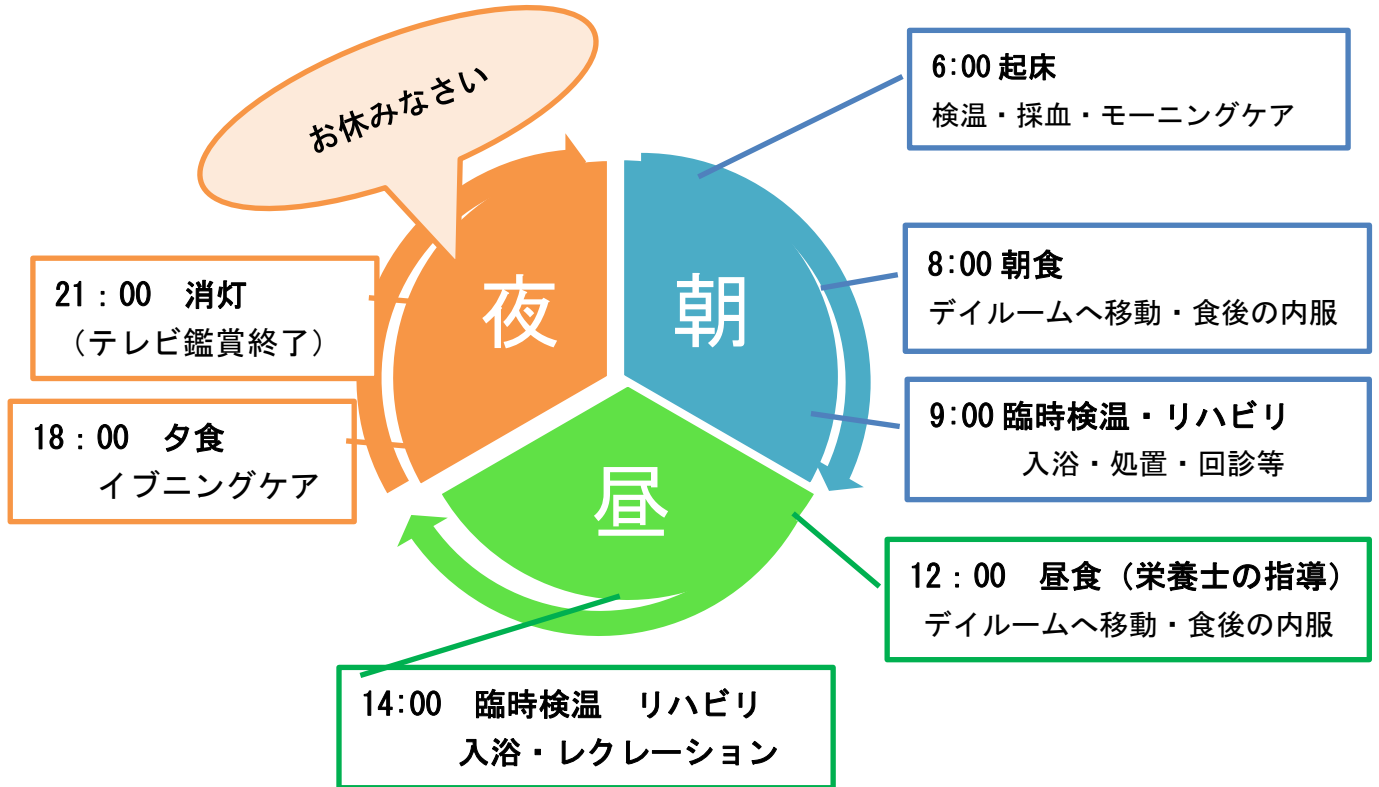 お休みなさい
6:00 起床
検温・採血・モーニングケア
8:00 朝食
デイルームへ移動・食後の内服
9:00 臨時検温・リハビリ
入浴・処置・回診等
12：00　昼食（栄養士の指導）
デイルームへ移動・食後の内服
14:00　臨時検温　リハビリ
入浴・レクレーション
18：00　夕食
イブニングケア
21：00　消灯
（テレビ鑑賞終了）
朝
昼
夜